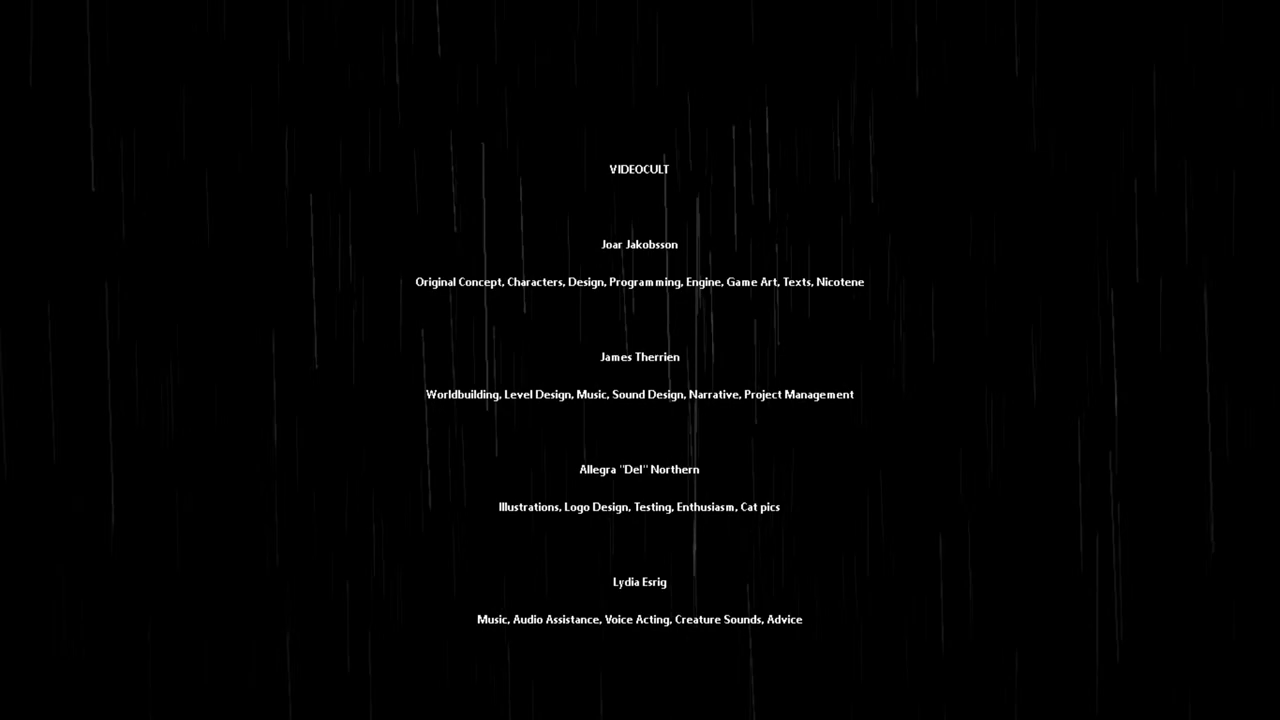 VIDEOCULT
Joar Jakobsson
Original Concept, Characters, Design, Programming, Engine, Game Art, Texts, Nicotene
James Therrien
Worldbuilding, Level Design, Music, Sound Design, Narrative, Project Management
Allegra "Del" Northern
Illustrations, Logo Design, Testing, Enthusiasm, Cat pics
Lydia Esrig
Music, Audio Assistance, Voice Acting, Creature Sounds, Advice